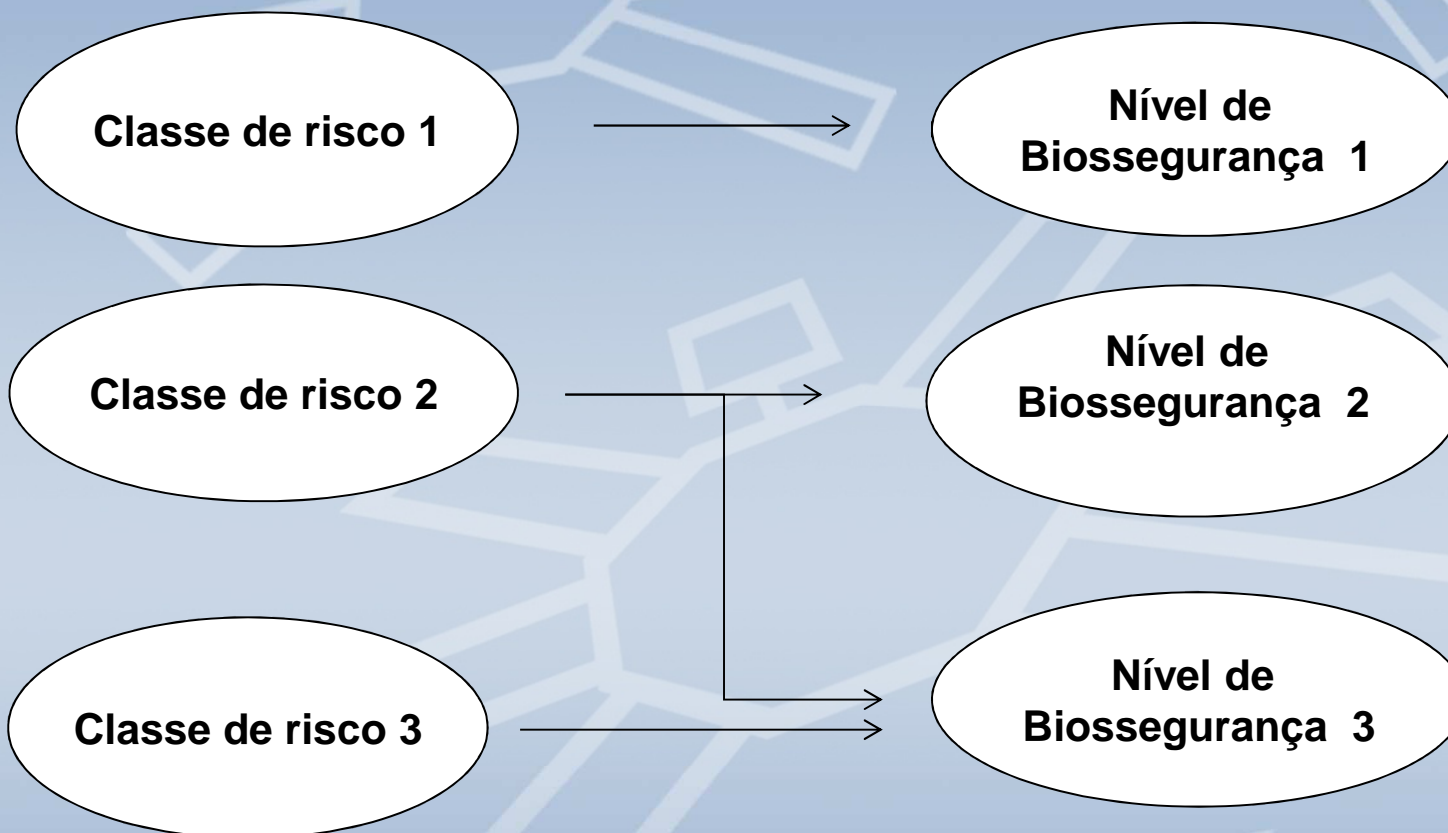 Classe de risco 1
Nível de
Biossegurança 1
Classe de risco 2
Nível de
Biossegurança 2
Classe de risco 3
Nível de
Biossegurança 3